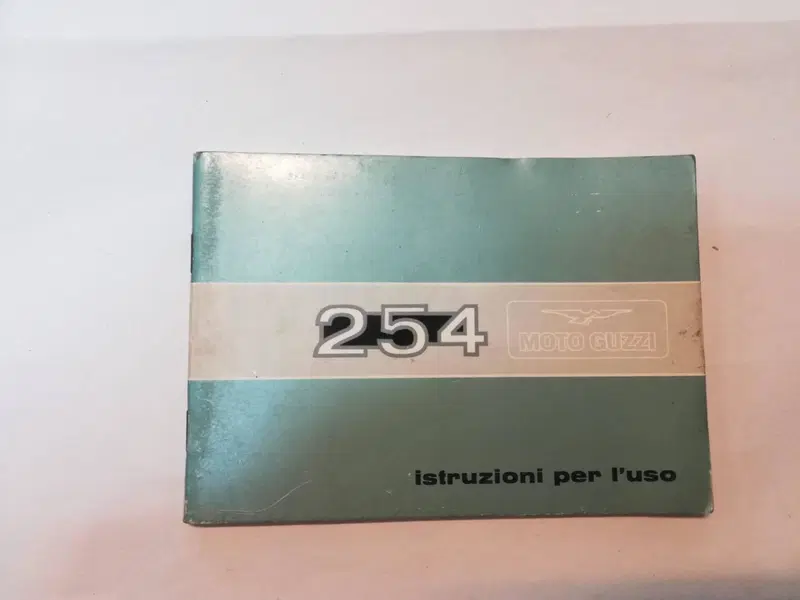 254
MOTO GUZZI
istruzioni per l'uso